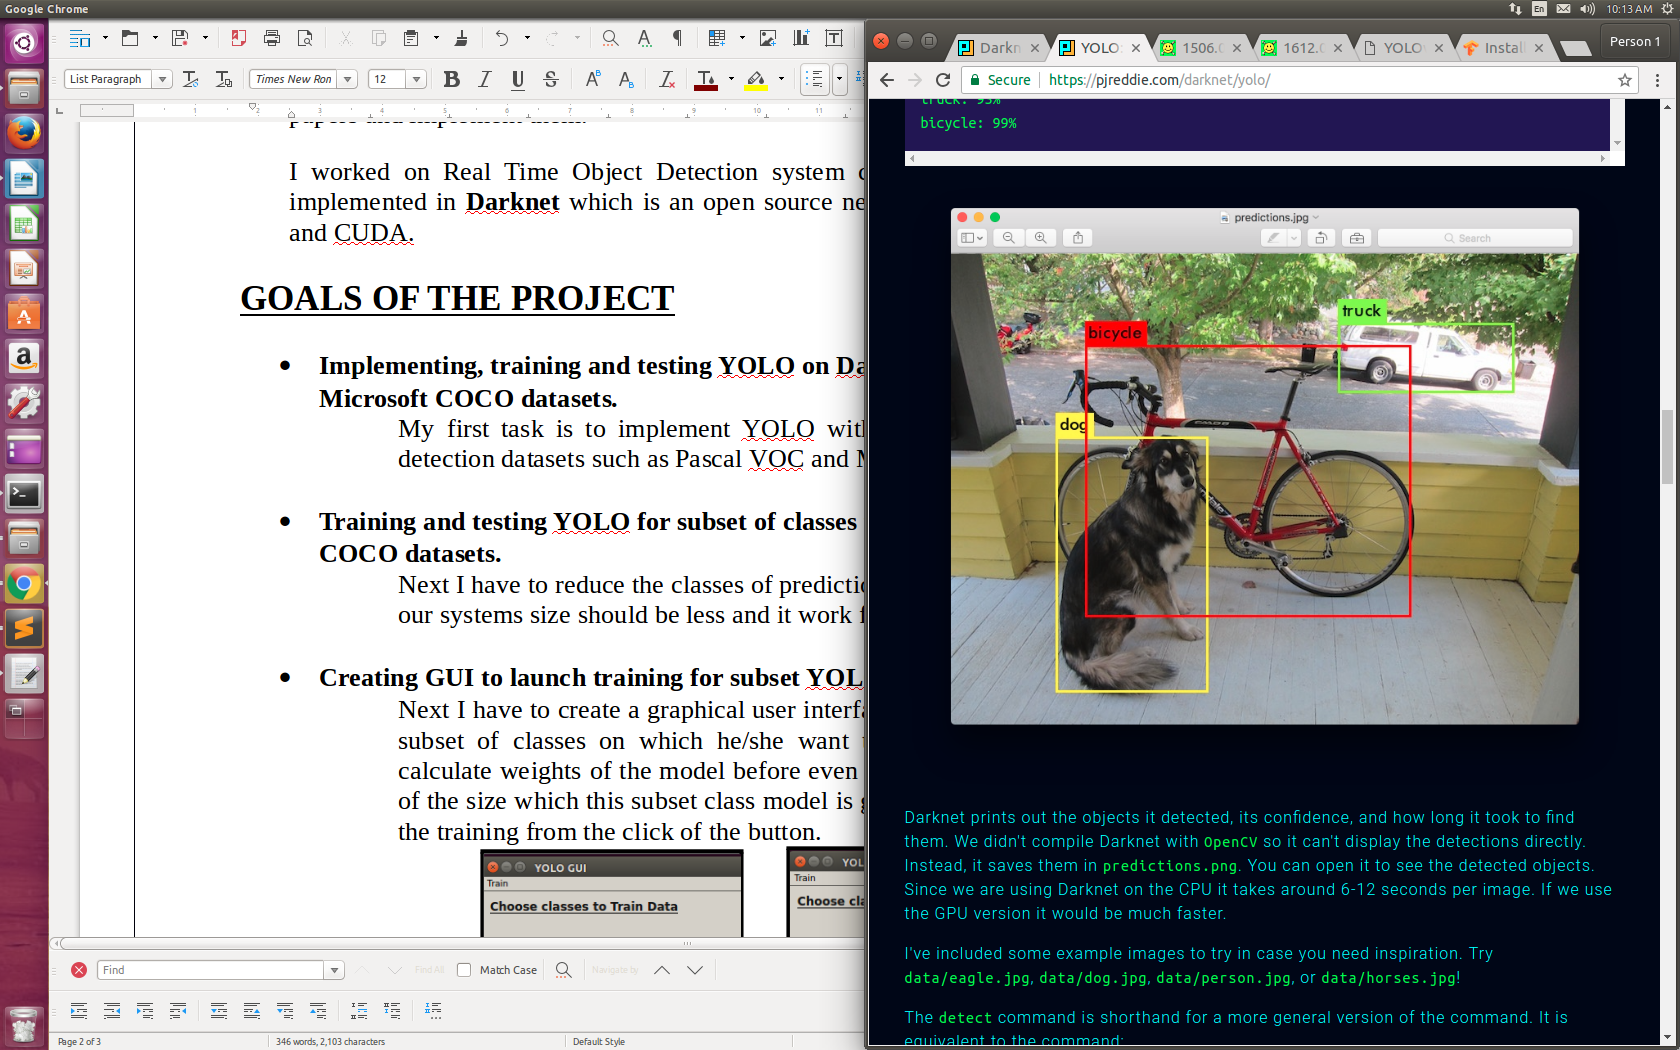 Google Chrome
En
10:13 AM
List Paragraph
Times New Ron
12
papers and implement them.
I worked on Real Time Object Detection system
implemented in Darknet which is an open source
and CUDA.
GOALS OF THE PROJECT
Implementing, training and testing YOLO on
Microsoft COCO datasets.
My first task is to implement YOLO
detection datasets such as Pascal VOC and
Training and testing YOLO for subset of classes
COCO datasets.
Next I have to reduce the classes of
our systems size should be less and it work
Creating GUI to launch training for subset
Next I have to create a graphical user
subset of classes on which he/she want
calculate weights of the model before even
of the size which this subset class model is
the training from the click of the button.
YOLO GUI
Train
Choose classes to Train Data
YOL
Train
Choose cla
Find
Find All
Match Case
Navigate by
Page 2 of 3
346 words, 2,103 characters
Default Style
Darkn
YOLO:
1506.0
1612.0
YOLO
Install
Person 1
Secure
https://pjreddie.com/darknet/yolo/
truck: 93%
bicycle: 99%
predictions.jpg
Search
truck
bicycle
dog
Darknet prints out the objects it detected, its confidence, and how long it took to find
them. We didn't compile Darknet with OpenCV so it can't display the detections directly.
Instead, it saves them in predictions.png. You can open it to see the detected objects.
Since we are using Darknet on the CPU it takes around 6-12 seconds per image. If we use
the GPU version it would be much faster.
I've included some example images to try in case you need inspiration. Try
data/eagle.jpg, data/dog.jpg, data/person.jpg, or data/horses.jpg!
The detect command is shorthand for a more general version of the command. It is
equivalent to the command: